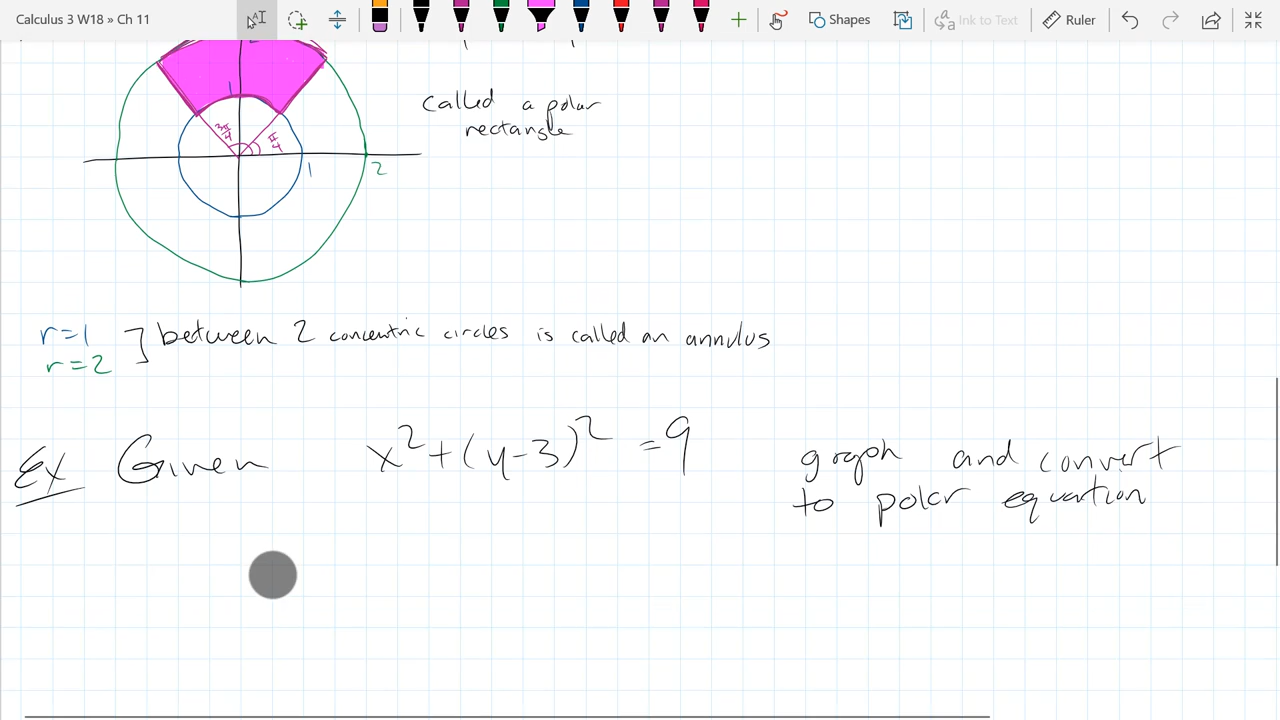 Calculus 3 W18 » Ch 11
Shapes
Ink to Text
Ruler
1
3π/4
π/4
1
2
called a polar
rectangle
r=1
r=2
between 2 concentric circles is called an annulus
Ex Given x²+(y-3)² =9
graph and convert
to polar equation